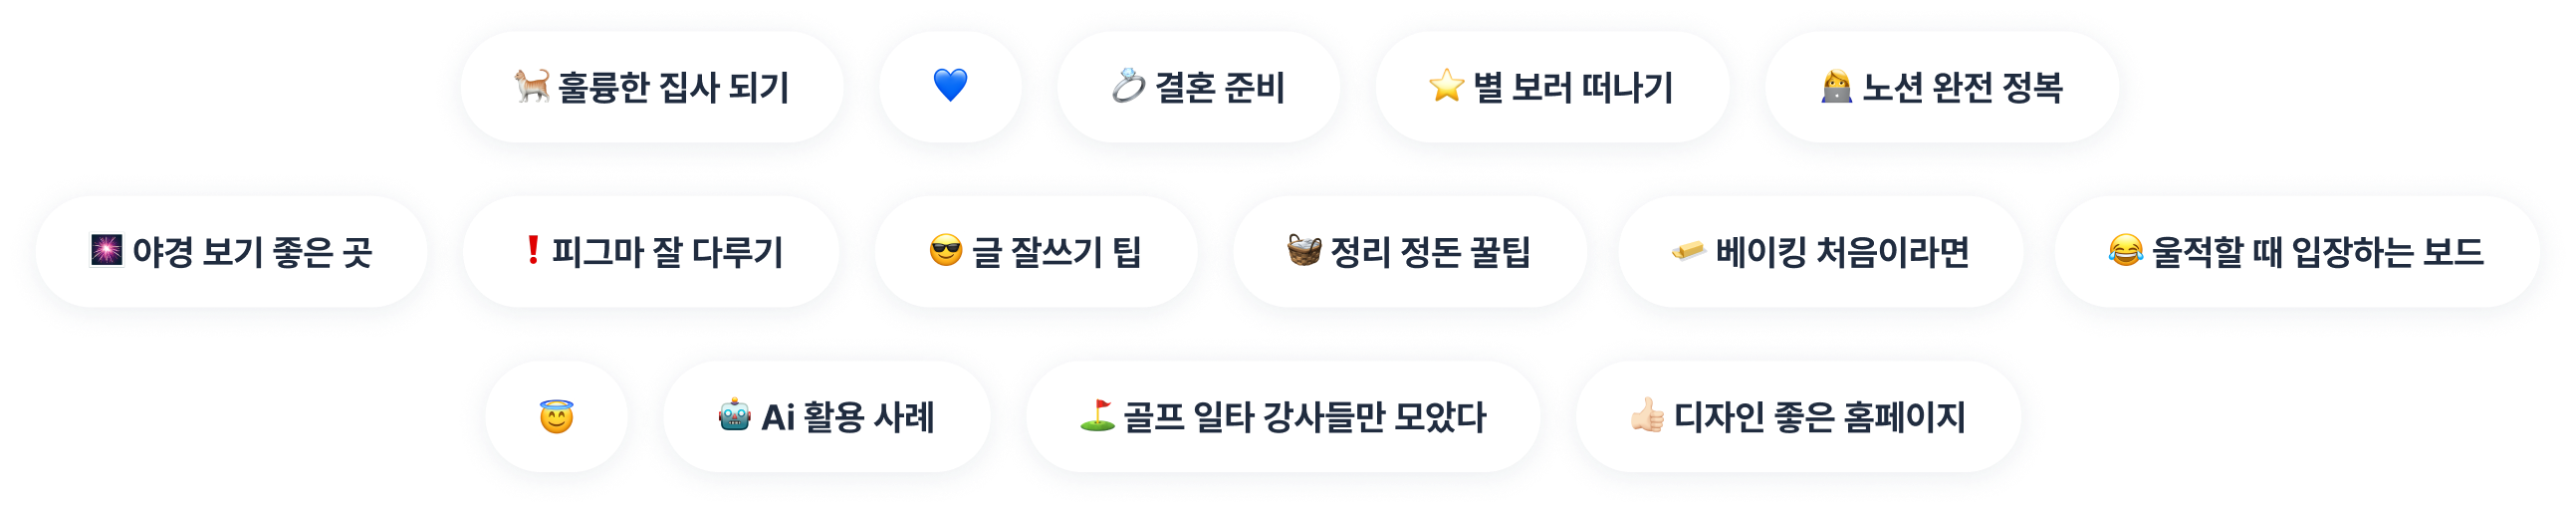 🐈 훌륭한 집사 되기 💙 💍 결혼 준비 ⭐ 별 보러 떠나기 👩‍💻 노션 완전 정복
🎆 야경 보기 좋은 곳 ❗ 피그마 잘 다루기 😎 글 잘쓰기 팁 🧺 정리 정돈 꿀팁 🧈 베이킹 처음이라면 😂 울적할 때 입장하는 보드
😇 🤖 Ai 활용 사례 ⛳ 골프 일타 강사들만 모았다 👍🏻 디자인 좋은 홈페이지